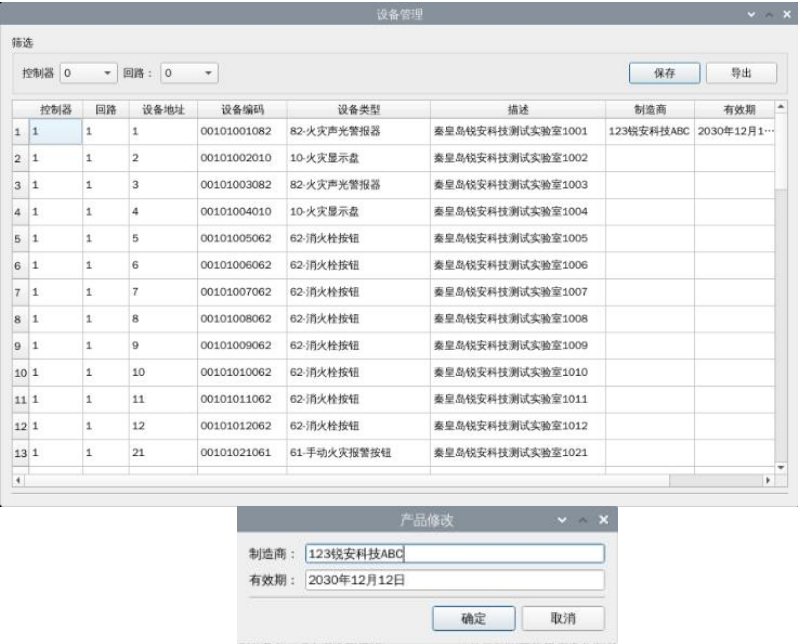 设备管理
筛选
控制器 0 回路： 0 保存 导出
控制器 回路 设备地址 设备编码 设备类型 描述 制造商 有效期
1 1 1 1 00101001082 82-火灾声光警报器 秦皇岛锐安科技测试实验室1001 123锐安科技ABC 2030年12月1…
2 1 1 2 00101002010 10-火灾显示盘 秦皇岛锐安科技测试实验室1002
3 1 1 3 00101003082 82-火灾声光警报器 秦皇岛锐安科技测试实验室1003
4 1 1 4 00101004010 10-火灾显示盘 秦皇岛锐安科技测试实验室1004
5 1 1 5 00101005062 62-消火栓按钮 秦皇岛锐安科技测试实验室1005
6 1 1 6 00101006062 62-消火栓按钮 秦皇岛锐安科技测试实验室1006
7 1 1 7 00101007062 62-消火栓按钮 秦皇岛锐安科技测试实验室1007
8 1 1 8 00101008062 62-消火栓按钮 秦皇岛锐安科技测试实验室1008
9 1 1 9 00101009062 62-消火栓按钮 秦皇岛锐安科技测试实验室1009
10 1 1 10 00101010062 62-消火栓按钮 秦皇岛锐安科技测试实验室1010
11 1 1 11 00101011062 62-消火栓按钮 秦皇岛锐安科技测试实验室1011
12 1 1 12 00101012062 62-消火栓按钮 秦皇岛锐安科技测试实验室1012
13 1 1 21 00101021061 61-手动火灾报警按钮 秦皇岛锐安科技测试实验室1021
产品修改
制造商： 123锐安科技ABC
有效期： 2030年12月12日
确定 取消